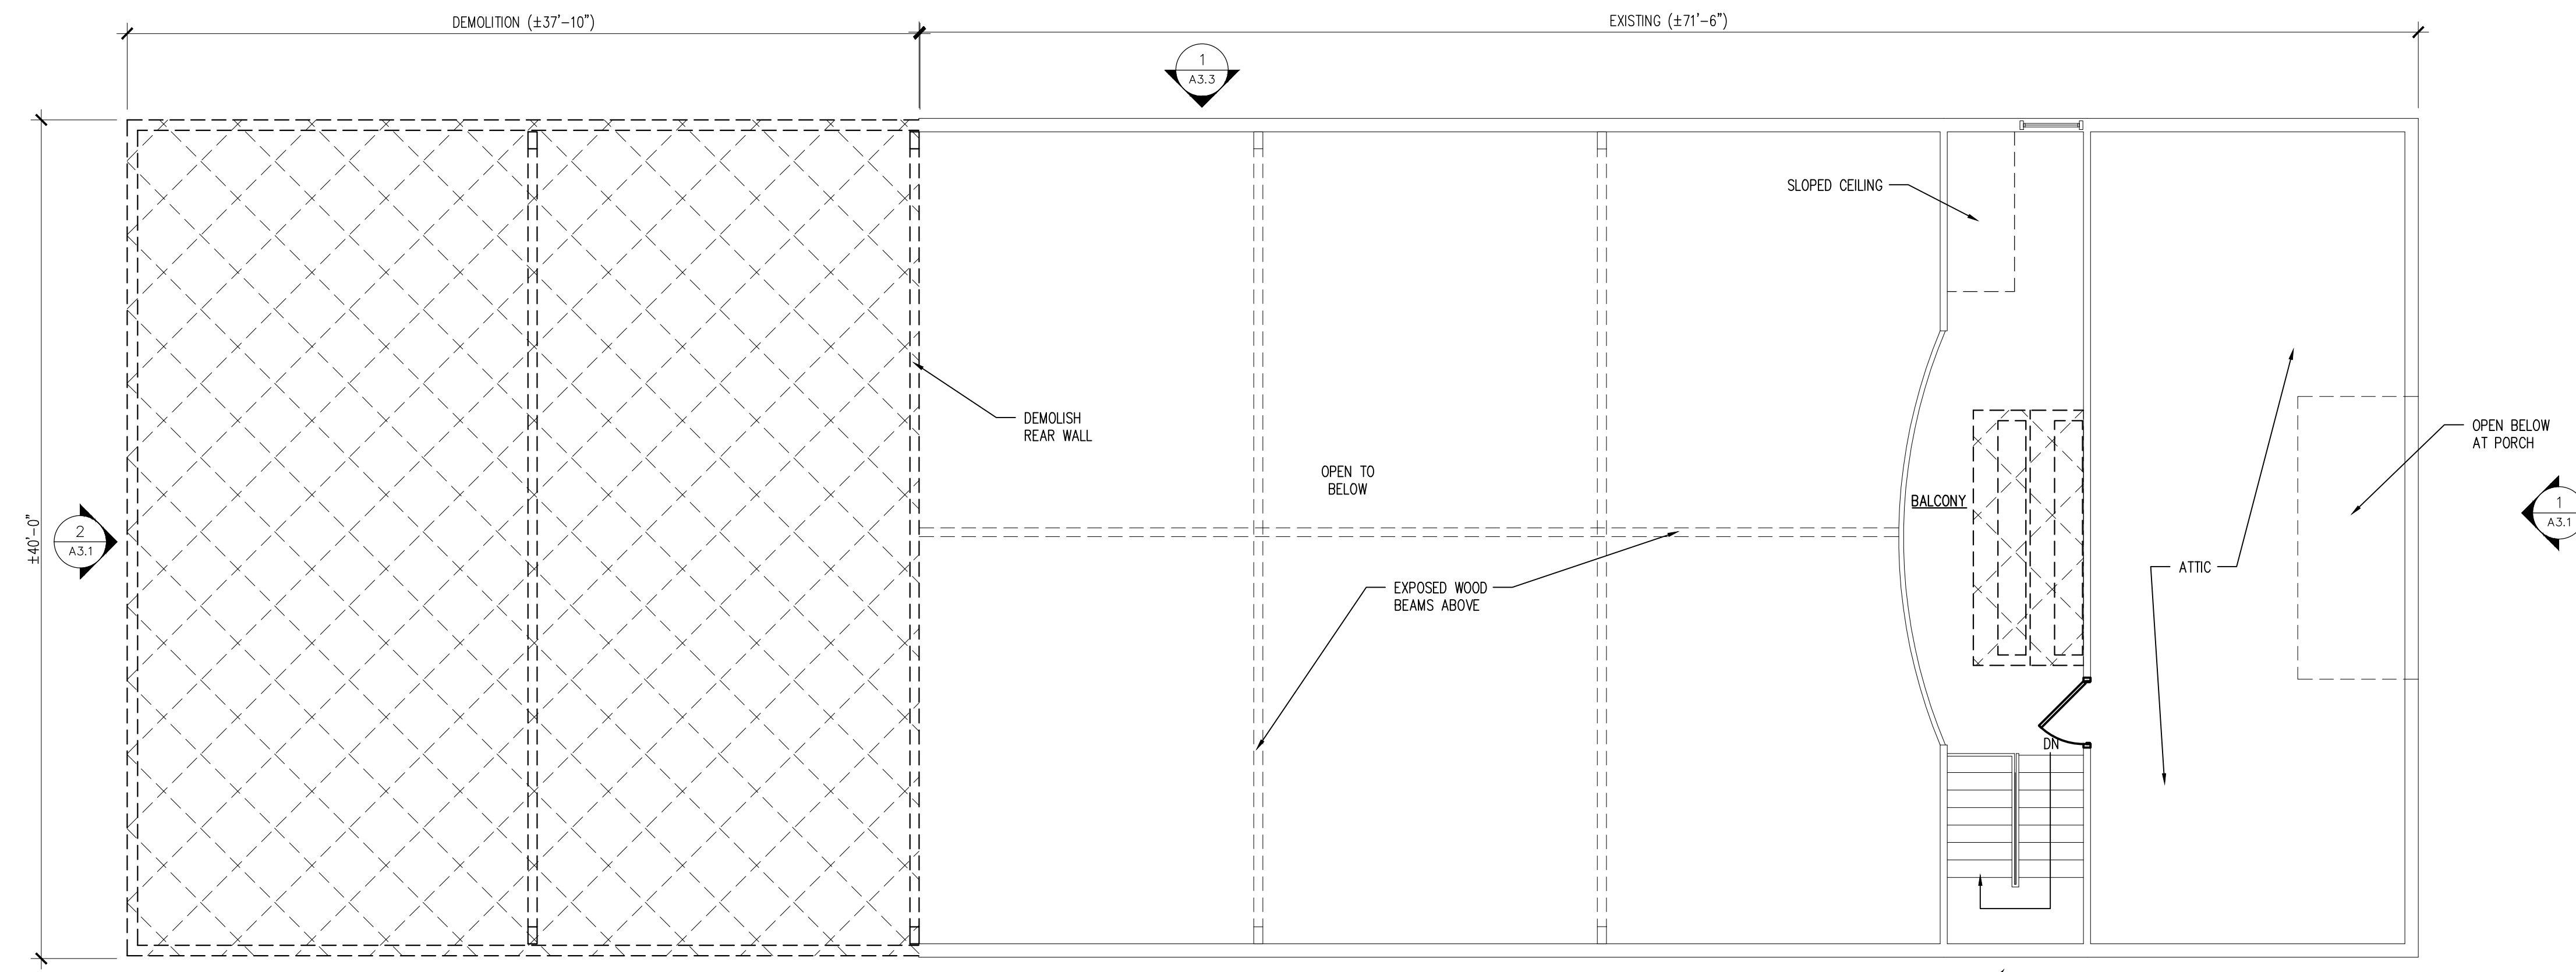 DEMOLITION (±37'-10")
EXISTING (±71'-6")
1
A3.3
SLOPED CEILING
DEMOLISH
REAR WALL
OPEN BELOW
AT PORCH
OPEN TO
BELOW
BALCONY
±40'-0"
2
A3.1
1
A3.1
ATTIC
EXPOSED WOOD
BEAMS ABOVE
DN